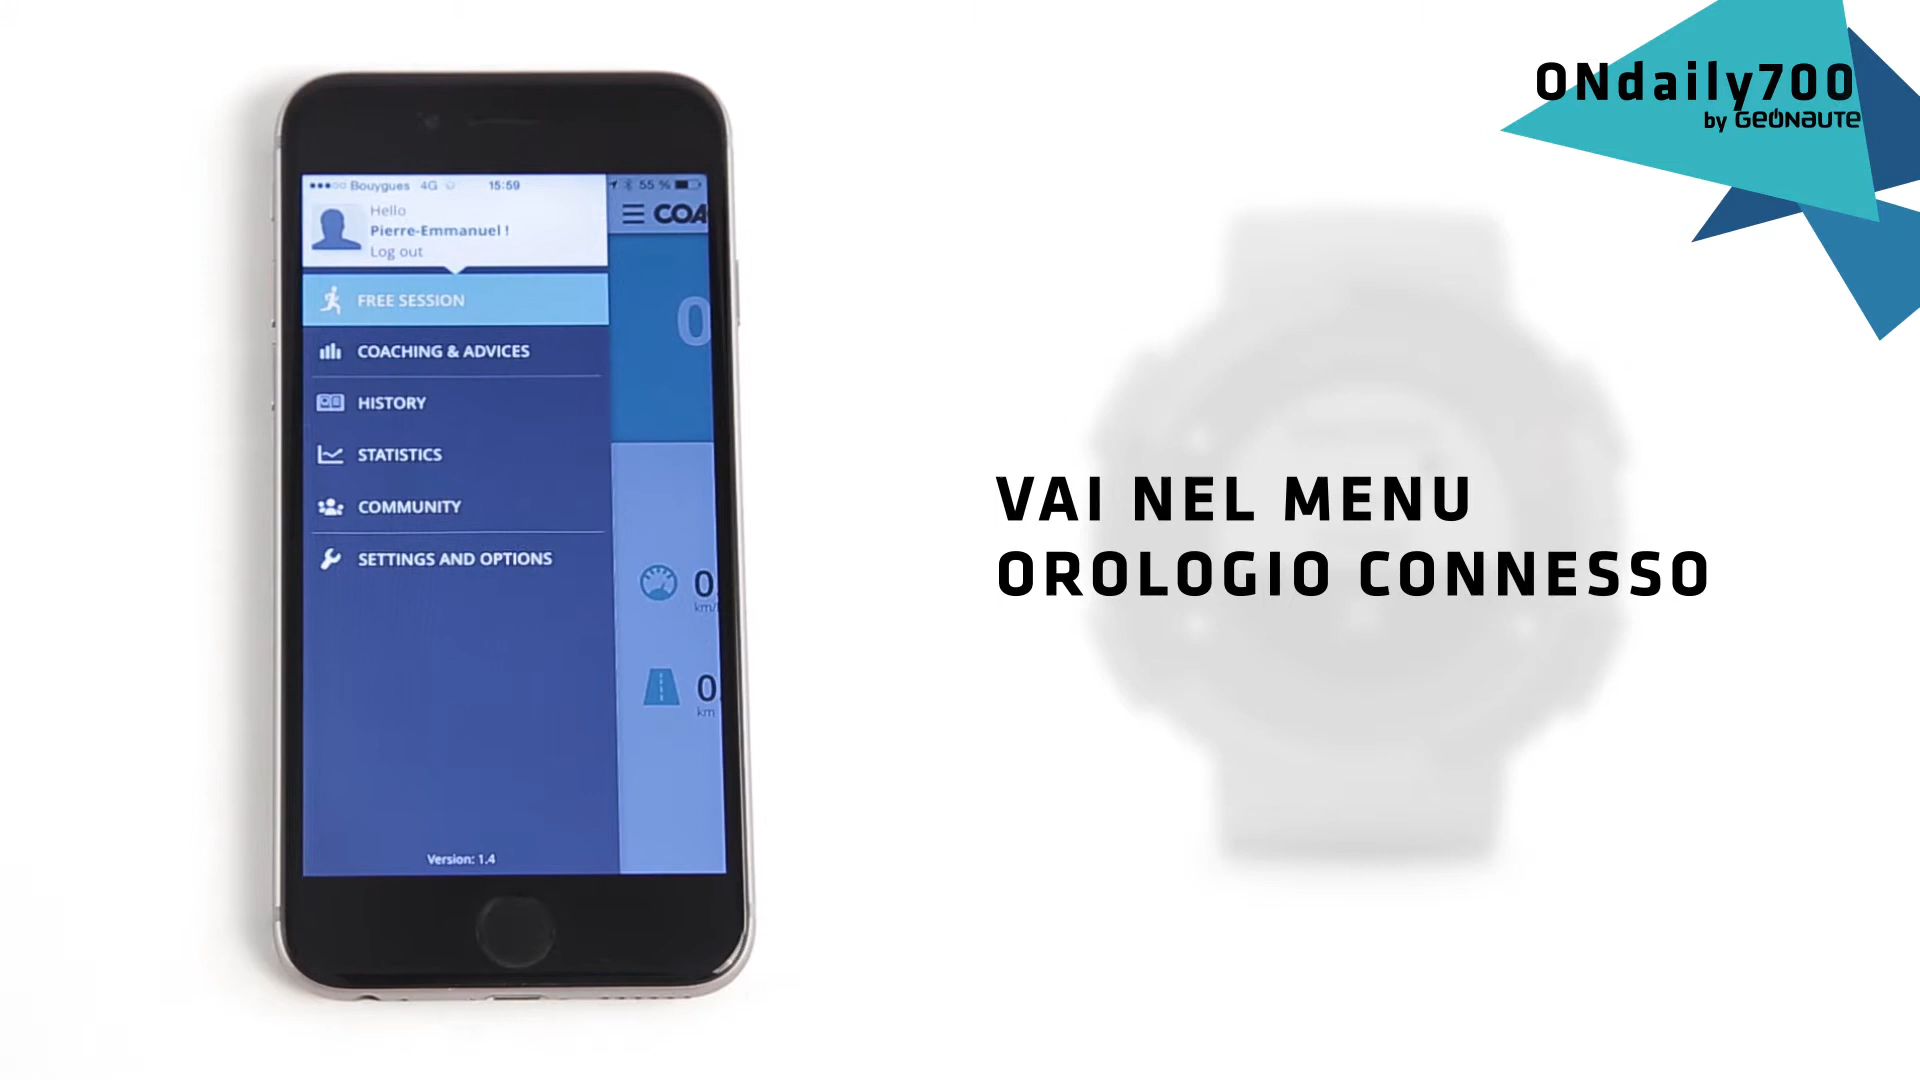 ONdaily700
by GEONAUTE
Bouygues 4G 15:59 55 %
Hello
Pierre-Emmanuel !
Log out
COA
FREE SESSION
0
COACHING & ADVICES
HISTORY
STATISTICS
COMMUNITY
SETTINGS AND OPTIONS
0.
km/
0.
km
Version: 1.4
VAI NEL MENU
OROLOGIO CONNESSO